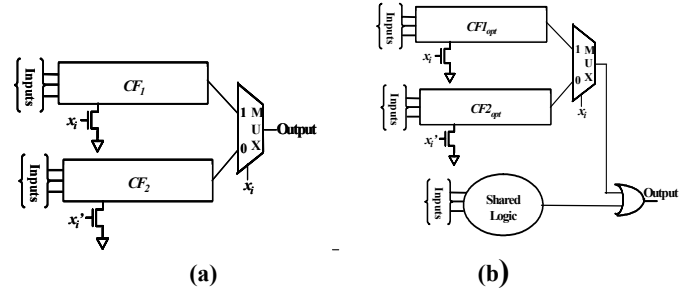 Inputs
CF1
xi
1 M
U
0 X
Output
Inputs
CF2
xi'
xi
(a)
Inputs
CF1opt
xi
1 M
U
0 X
xi
Inputs
CF2opt
xi'
Inputs
Shared
Logic
Output
(b)